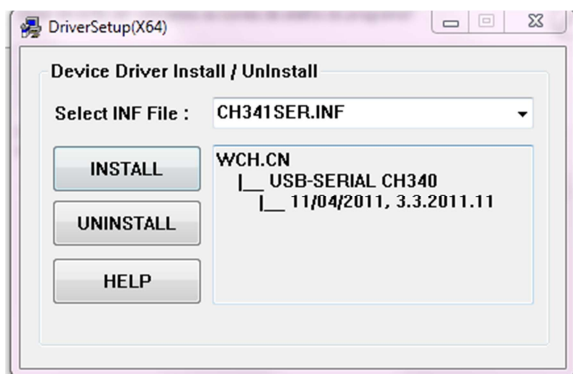 DriverSetup(X64)
Device Driver Install / UnInstall
Select INF File :
CH341SER.INF
INSTALL
UNINSTALL
HELP
WCH.CN
|__ USB-SERIAL CH340
|__ 11/04/2011, 3.3.2011.11